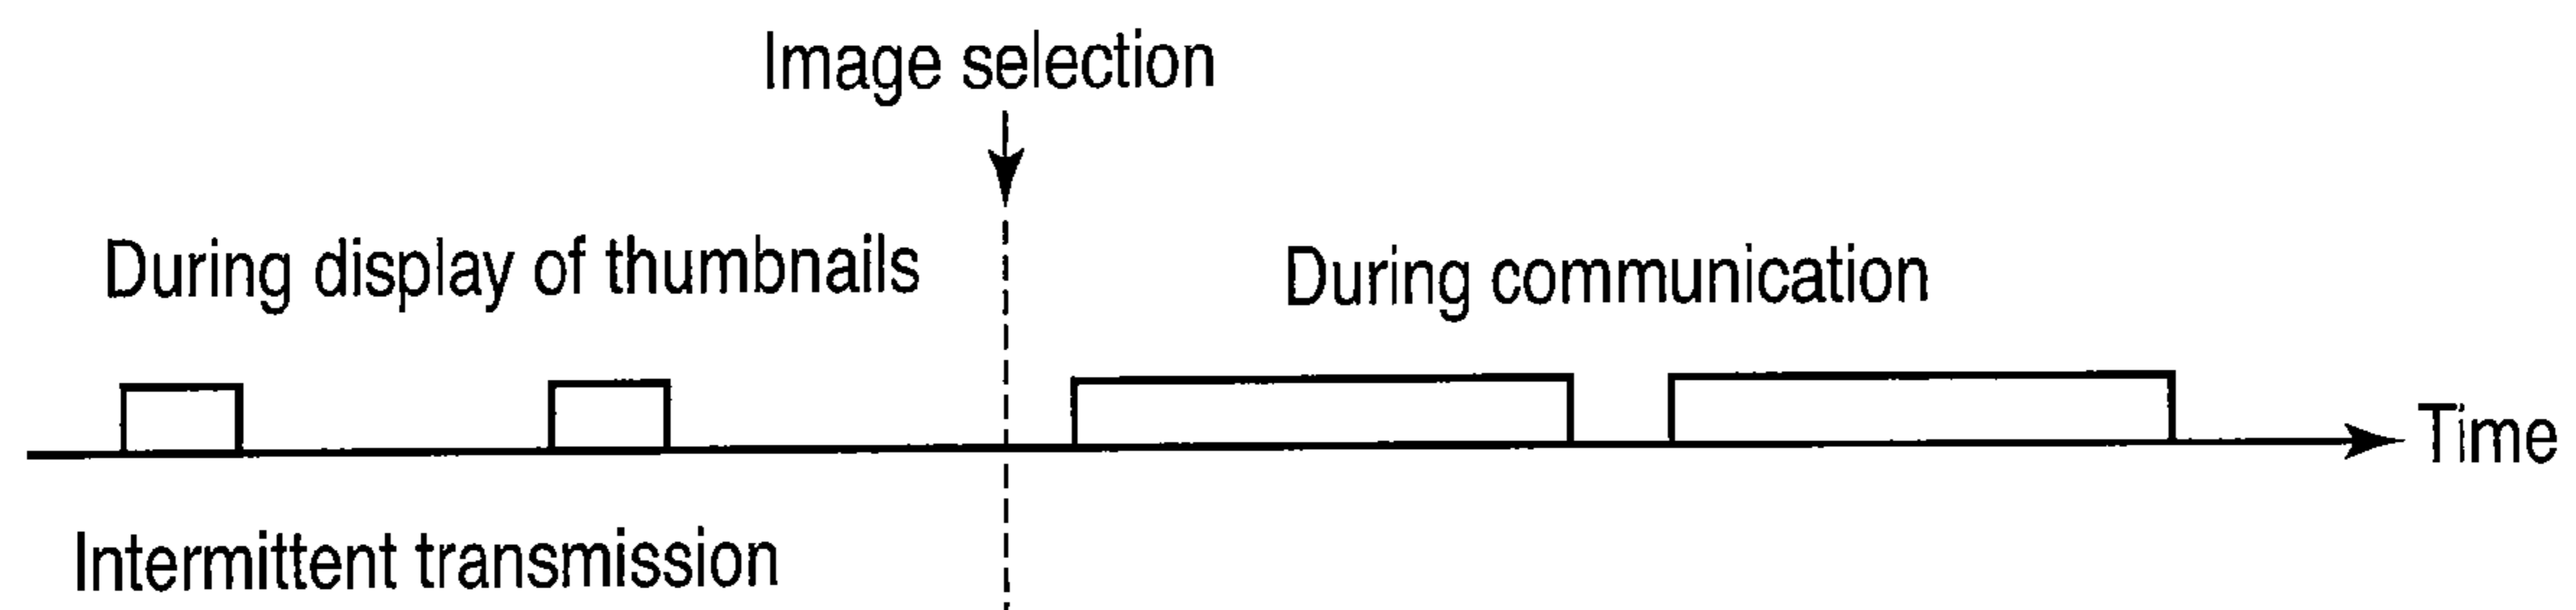 Image selection
During display of thumbnails
During communication
Time
Intermittent transmission